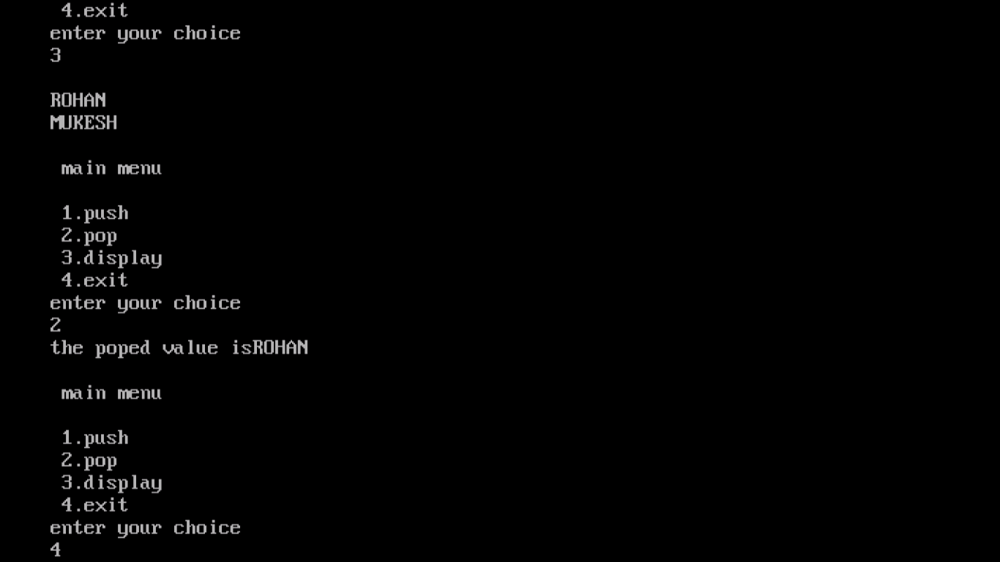 4.exit
enter your choice
3
ROHAN
MUKESH
main menu
1.push
2.pop
3.display
4.exit
enter your choice
2
the poped value isROHAN
main menu
1.push
2.pop
3.display
4.exit
enter your choice
4